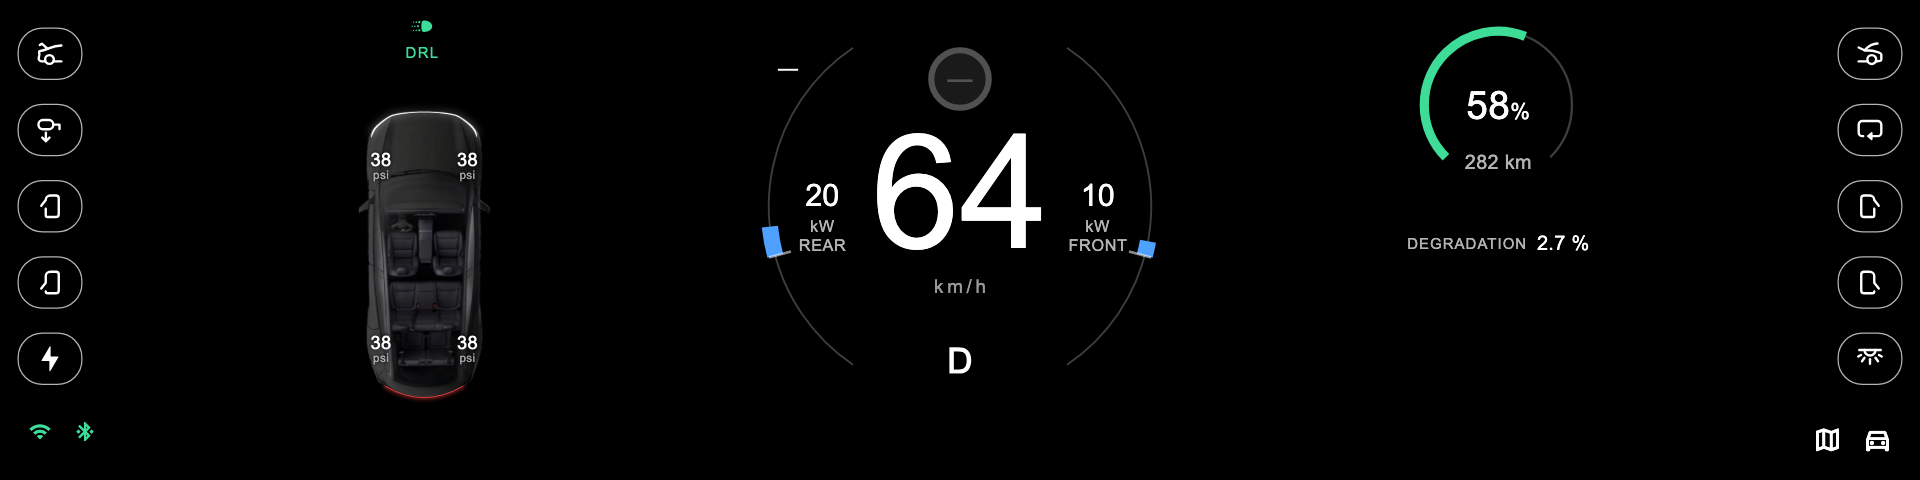 DRL
38 psi
38 psi
38 psi
38 psi
—
—
64
km/h
20
kW
REAR
10
kW
FRONT
D
58%
282 km
DEGRADATION 2.7 %